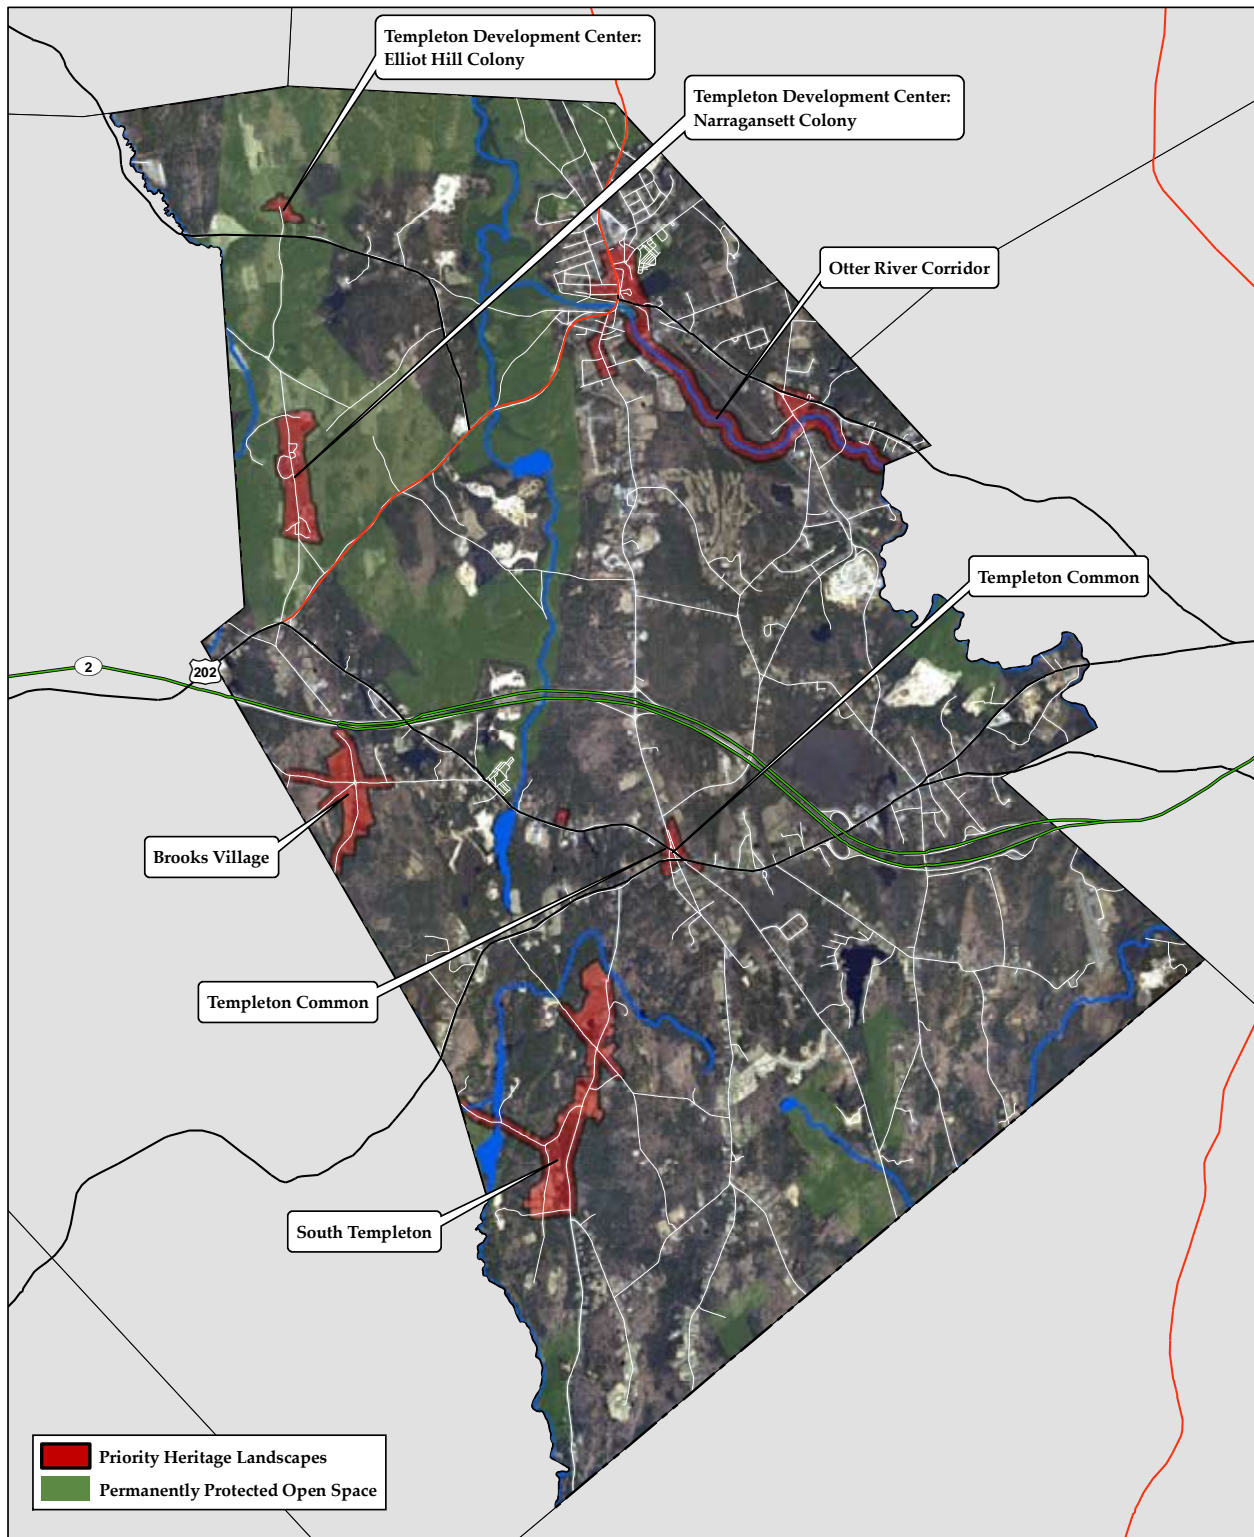 Templeton Development Center:
Elliot Hill Colony
Templeton Development Center:
Narragansett Colony
Otter River Corridor
Templeton Common
2
202
Brooks Village
Templeton Common
South Templeton
Priority Heritage Landscapes
Permanently Protected Open Space